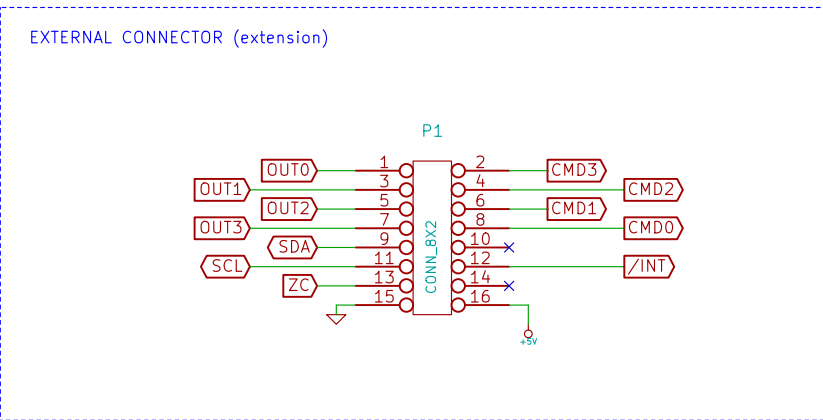 EXTERNAL CONNECTOR (extension)
P1
OUT0 1 2 CMD3
OUT1 3 4 CMD2
OUT2 5 6 CMD1
OUT3 7 8 CMD0
SDA 9 10
SCL 11 12 /INT
ZC 13 14
15 16
CONN_8X2
+5V